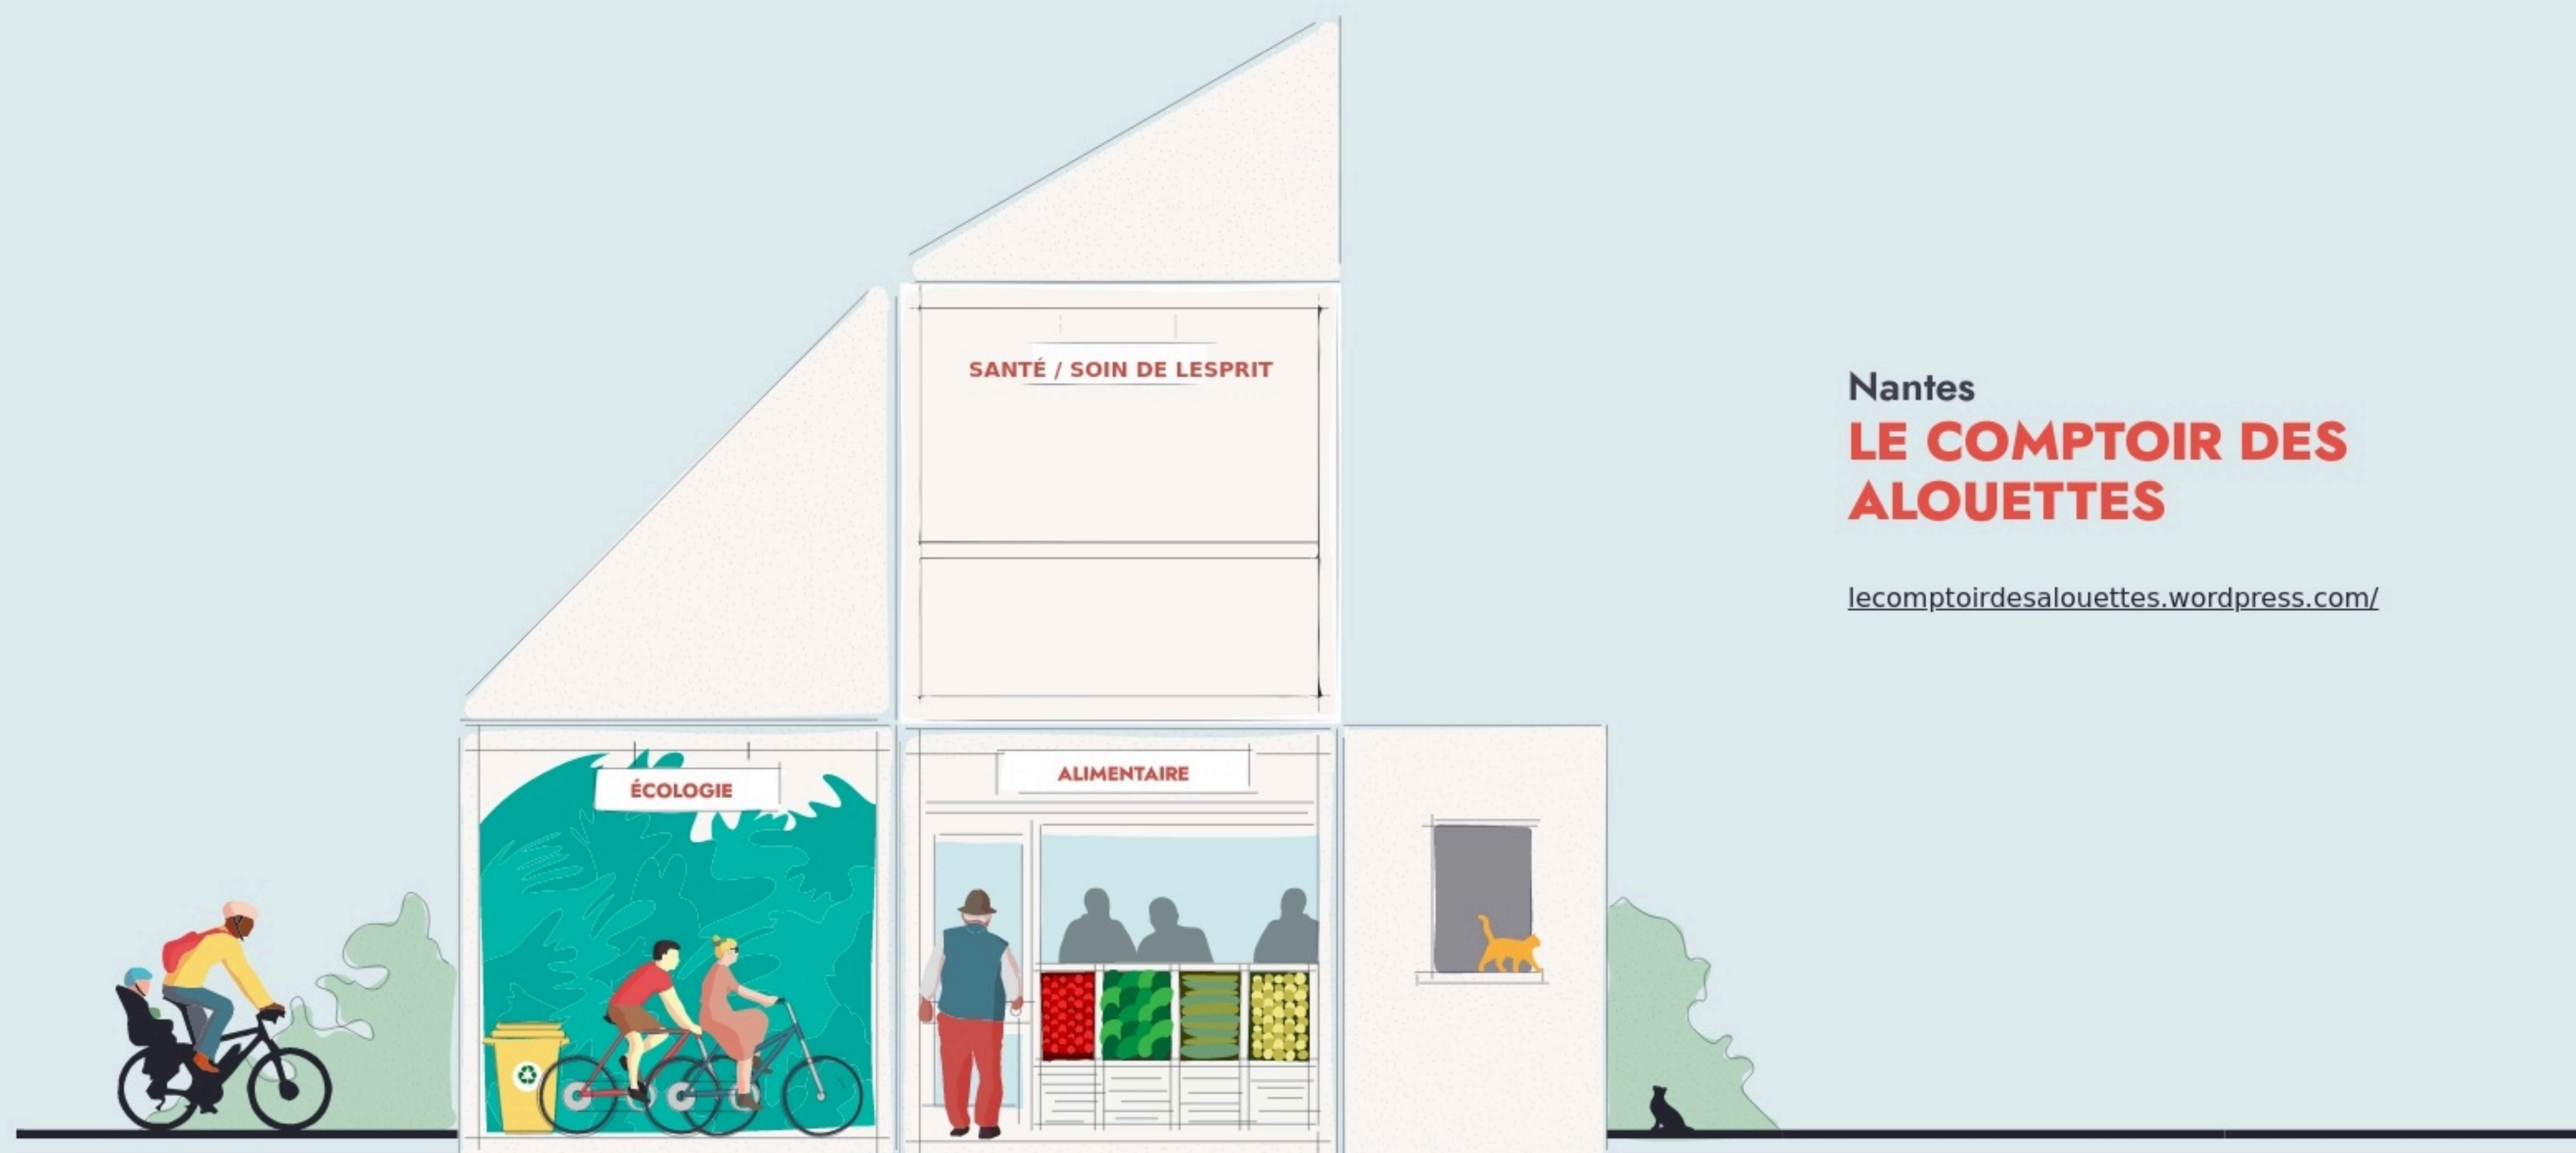 SANTÉ / SOIN DE LESPRIT
Nantes
LE COMPTOIR DES
ALOUETTES
lecomptoirdesalouettes.wordpress.com/
ÉCOLOGIE
ALIMENTAIRE